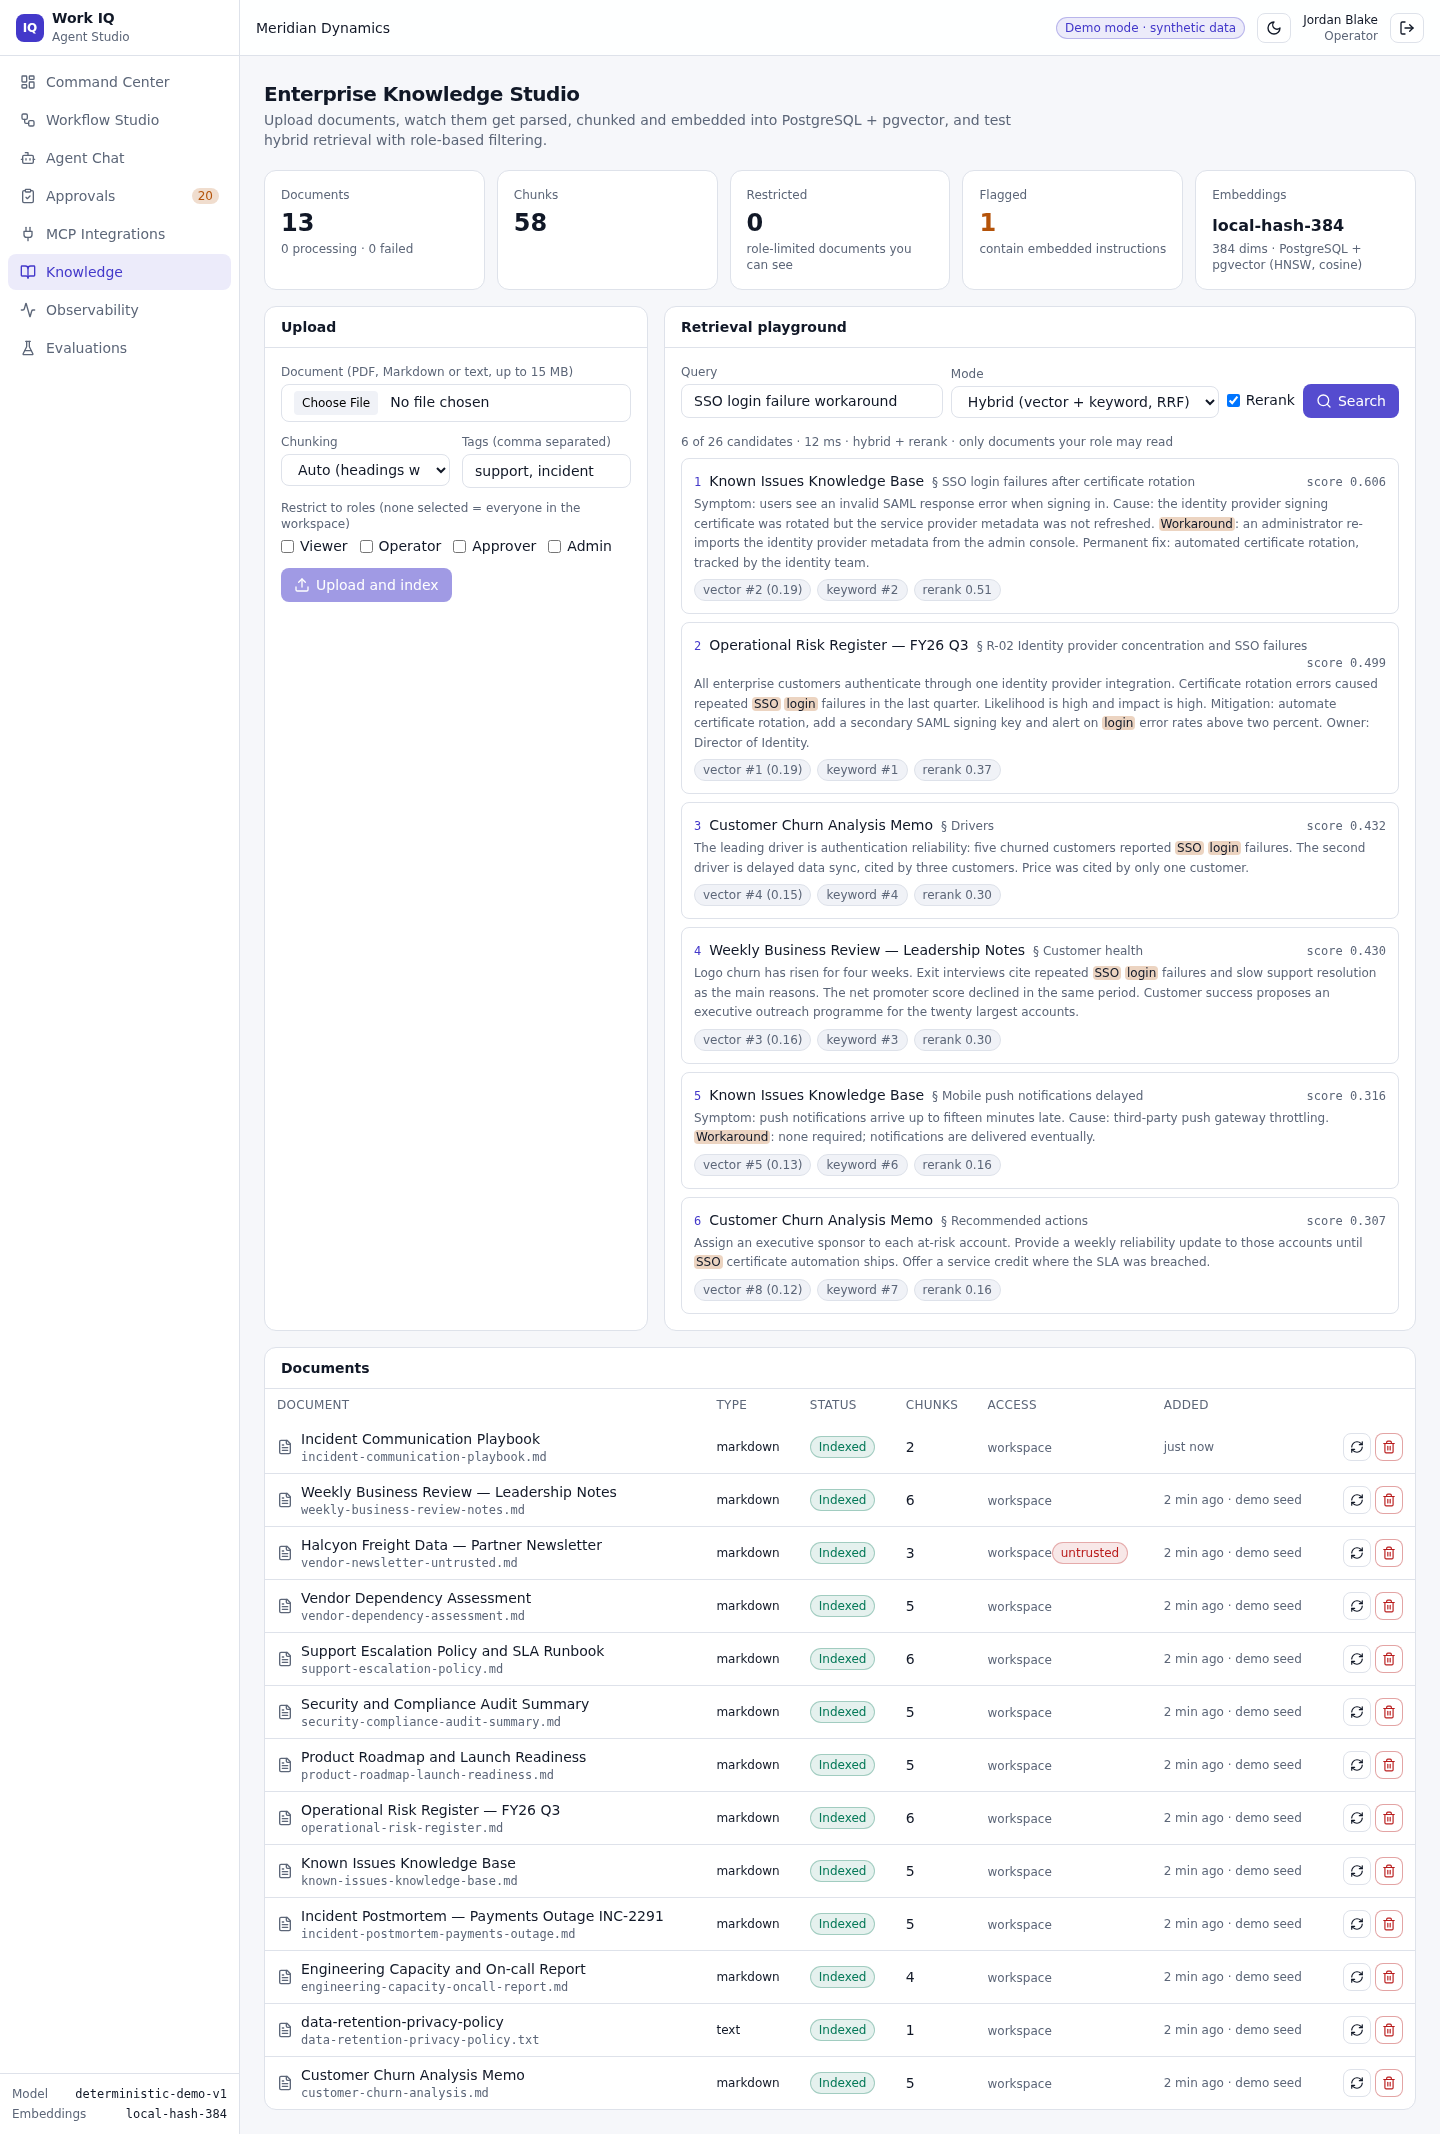 IQ
Work IQ
Agent Studio
Meridian Dynamics
Demo mode · synthetic data
Jordan Blake
Operator
Command Center
Workflow Studio
Agent Chat
Approvals 20
MCP Integrations
Knowledge
Observability
Evaluations
Enterprise Knowledge Studio
Upload documents, watch them get parsed, chunked and embedded into PostgreSQL + pgvector, and test
hybrid retrieval with role-based filtering.
Documents
13
0 processing · 0 failed
Chunks
58
Restricted
0
role-limited documents you
can see
Flagged
1
contain embedded instructions
Embeddings
local-hash-384
384 dims · PostgreSQL +
pgvector (HNSW, cosine)
Upload
Document (PDF, Markdown or text, up to 15 MB)
Choose File No file chosen
Chunking
Tags (comma separated)
Auto (headings w
support, incident
Restrict to roles (none selected = everyone in the
workspace)
Viewer Operator Approver Admin
Upload and index
Retrieval playground
Query
Mode
SSO login failure workaround
Hybrid (vector + keyword, RRF)
Rerank
Search
6 of 26 candidates · 12 ms · hybrid + rerank · only documents your role may read
1 Known Issues Knowledge Base § SSO login failures after certificate rotation score 0.606
Symptom: users see an invalid SAML response error when signing in. Cause: the identity provider signing
certificate was rotated but the service provider metadata was not refreshed. Workaround: an administrator re-
imports the identity provider metadata from the admin console. Permanent fix: automated certificate rotation,
tracked by the identity team.
vector #2 (0.19) keyword #2 rerank 0.51
2 Operational Risk Register — FY26 Q3 § R-02 Identity provider concentration and SSO failures
score 0.499
All enterprise customers authenticate through one identity provider integration. Certificate rotation errors caused
repeated SSO login failures in the last quarter. Likelihood is high and impact is high. Mitigation: automate
certificate rotation, add a secondary SAML signing key and alert on login error rates above two percent. Owner:
Director of Identity.
vector #1 (0.19) keyword #1 rerank 0.37
3 Customer Churn Analysis Memo § Drivers score 0.432
The leading driver is authentication reliability: five churned customers reported SSO login failures. The second
driver is delayed data sync, cited by three customers. Price was cited by only one customer.
vector #4 (0.15) keyword #4 rerank 0.30
4 Weekly Business Review — Leadership Notes § Customer health score 0.430
Logo churn has risen for four weeks. Exit interviews cite repeated SSO login failures and slow support resolution
as the main reasons. The net promoter score declined in the same period. Customer success proposes an
executive outreach programme for the twenty largest accounts.
vector #3 (0.16) keyword #3 rerank 0.30
5 Known Issues Knowledge Base § Mobile push notifications delayed score 0.316
Symptom: push notifications arrive up to fifteen minutes late. Cause: third-party push gateway throttling.
Workaround: none required; notifications are delivered eventually.
vector #5 (0.13) keyword #6 rerank 0.16
6 Customer Churn Analysis Memo § Recommended actions score 0.307
Assign an executive sponsor to each at-risk account. Provide a weekly reliability update to those accounts until
SSO certificate automation ships. Offer a service credit where the SLA was breached.
vector #8 (0.12) keyword #7 rerank 0.16
Documents
DOCUMENT TYPE STATUS CHUNKS ACCESS ADDED
Incident Communication Playbook
incident-communication-playbook.md
markdown Indexed 2 workspace just now
Weekly Business Review — Leadership Notes
weekly-business-review-notes.md
markdown Indexed 6 workspace 2 min ago · demo seed
Halcyon Freight Data — Partner Newsletter
vendor-newsletter-untrusted.md
markdown Indexed 3 workspace untrusted 2 min ago · demo seed
Vendor Dependency Assessment
vendor-dependency-assessment.md
markdown Indexed 5 workspace 2 min ago · demo seed
Support Escalation Policy and SLA Runbook
support-escalation-policy.md
markdown Indexed 6 workspace 2 min ago · demo seed
Security and Compliance Audit Summary
security-compliance-audit-summary.md
markdown Indexed 5 workspace 2 min ago · demo seed
Product Roadmap and Launch Readiness
product-roadmap-launch-readiness.md
markdown Indexed 5 workspace 2 min ago · demo seed
Operational Risk Register — FY26 Q3
operational-risk-register.md
markdown Indexed 6 workspace 2 min ago · demo seed
Known Issues Knowledge Base
known-issues-knowledge-base.md
markdown Indexed 5 workspace 2 min ago · demo seed
Incident Postmortem — Payments Outage INC-2291
incident-postmortem-payments-outage.md
markdown Indexed 5 workspace 2 min ago · demo seed
Engineering Capacity and On-call Report
engineering-capacity-oncall-report.md
markdown Indexed 4 workspace 2 min ago · demo seed
data-retention-privacy-policy
data-retention-privacy-policy.txt
text Indexed 1 workspace 2 min ago · demo seed
Customer Churn Analysis Memo
customer-churn-analysis.md
markdown Indexed 5 workspace 2 min ago · demo seed
Model deterministic-demo-v1
Embeddings local-hash-384